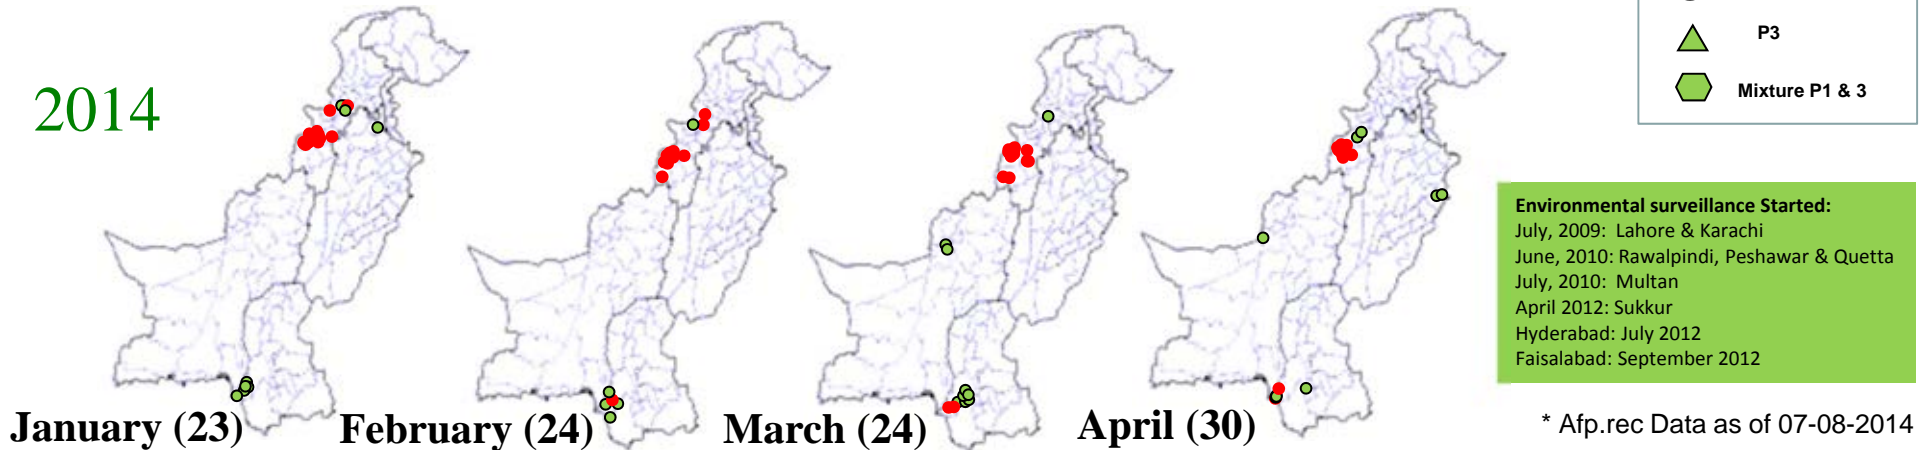 2014
P3
Mixture P1 & 3
Environmental surveillance Started:
July, 2009: Lahore & Karachi
June, 2010: Rawalpindi, Peshawar & Quetta
July, 2010: Multan
April 2012: Sukkur
Hyderabad: July 2012
Faisalabad: September 2012
January (23)
February (24)
March (24)
April (30)
* Afp.rec Data as of 07-08-2014